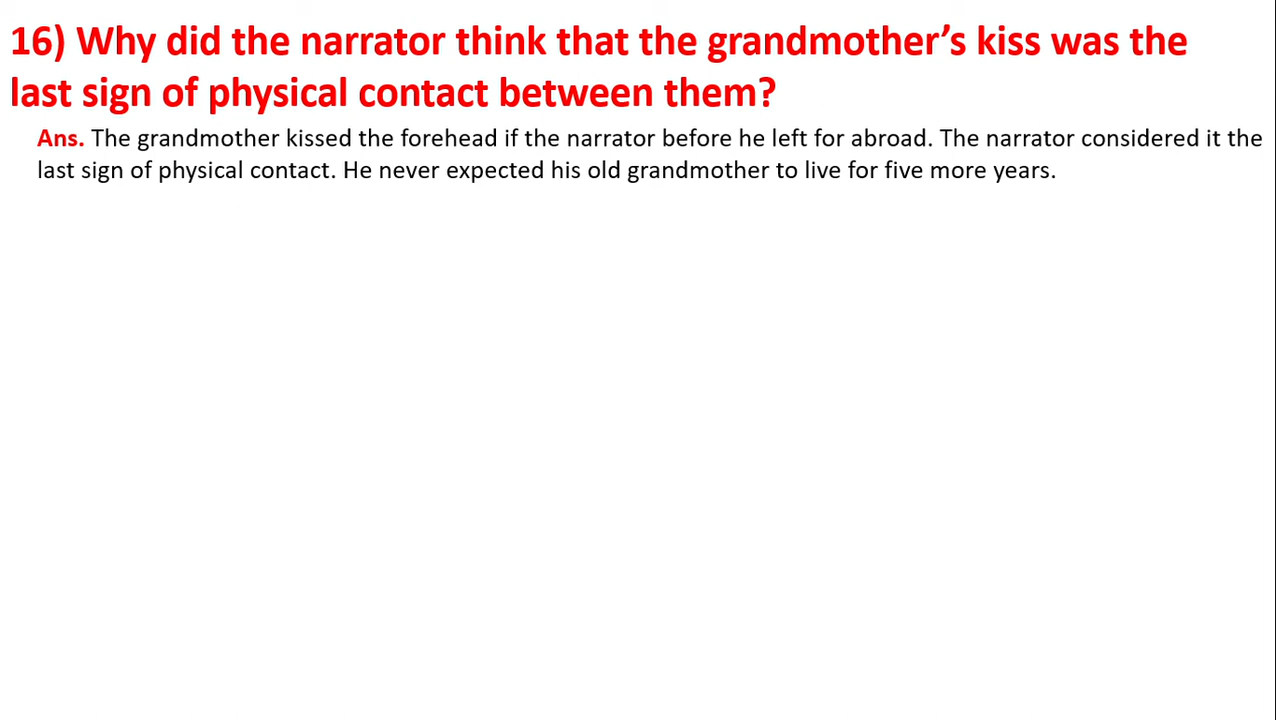 16) Why did the narrator think that the grandmother’s kiss was the
last sign of physical contact between them?
Ans. The grandmother kissed the forehead if the narrator before he left for abroad. The narrator considered it the
last sign of physical contact. He never expected his old grandmother to live for five more years.